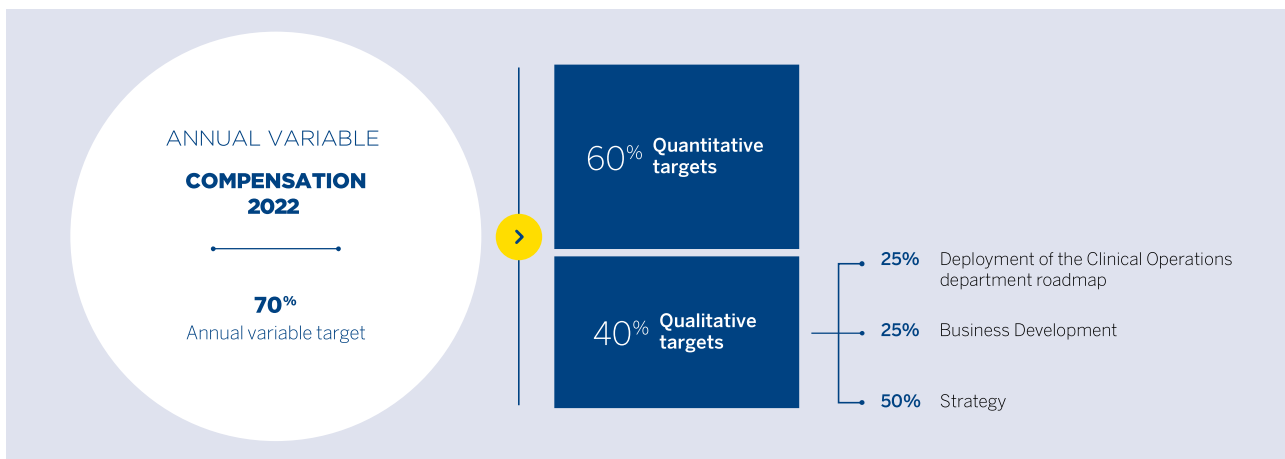 ANNUAL VARIABLE
COMPENSATION
2022
70%
Annual variable target
60% Quantitative
targets
40% Qualitative
targets
25% Deployment of the Clinical Operations
department roadmap
25% Business Development
50% Strategy